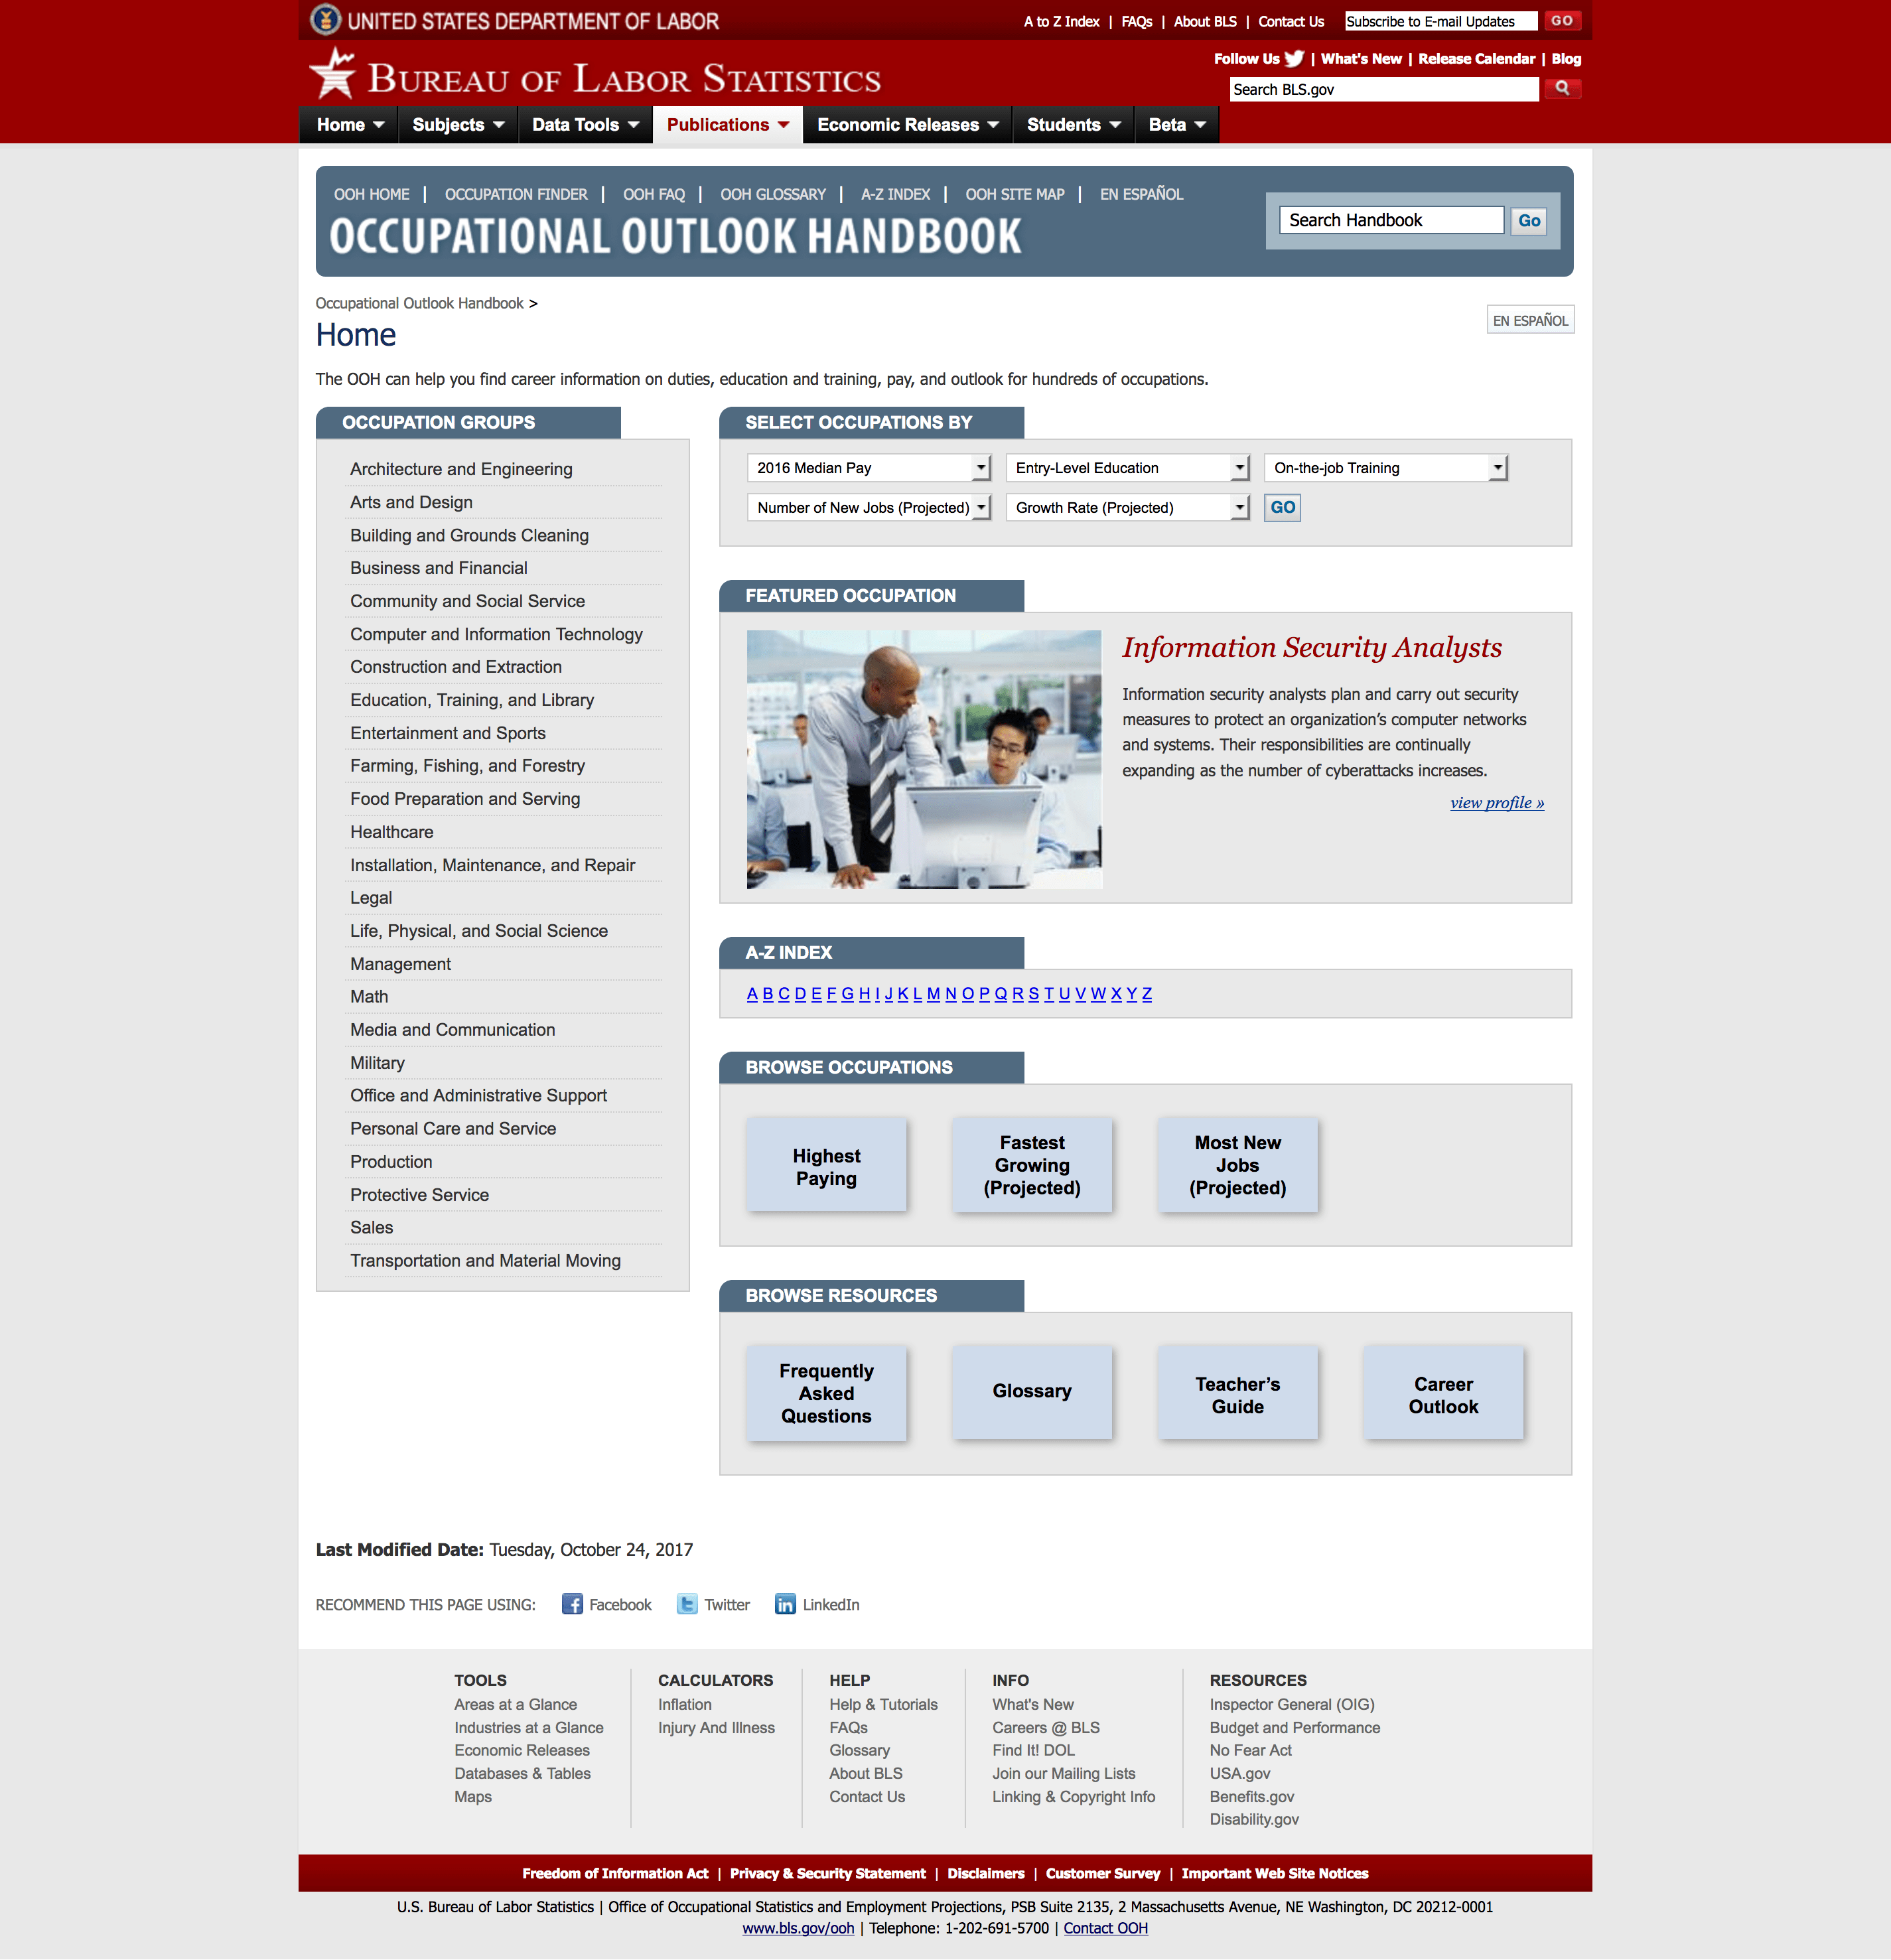 UNITED STATES DEPARTMENT OF LABOR
A to Z Index | FAQs | About BLS | Contact Us
Subscribe to E-mail Updates GO
BUREAU OF LABOR STATISTICS
Follow Us | What's New | Release Calendar | Blog
Search BLS.gov
Home Subjects Data Tools Publications Economic Releases Students Beta
OOH HOME | OCCUPATION FINDER | OOH FAQ | OOH GLOSSARY | A-Z INDEX | OOH SITE MAP | EN ESPAÑOL
OCCUPATIONAL OUTLOOK HANDBOOK
Search Handbook Go
Occupational Outlook Handbook >
Home
EN ESPAÑOL
The OOH can help you find career information on duties, education and training, pay, and outlook for hundreds of occupations.
OCCUPATION GROUPS
Architecture and Engineering
Arts and Design
Building and Grounds Cleaning
Business and Financial
Community and Social Service
Computer and Information Technology
Construction and Extraction
Education, Training, and Library
Entertainment and Sports
Farming, Fishing, and Forestry
Food Preparation and Serving
Healthcare
Installation, Maintenance, and Repair
Legal
Life, Physical, and Social Science
Management
Math
Media and Communication
Military
Office and Administrative Support
Personal Care and Service
Production
Protective Service
Sales
Transportation and Material Moving
SELECT OCCUPATIONS BY
2016 Median Pay Entry-Level Education On-the-job Training
Number of New Jobs (Projected) Growth Rate (Projected) GO
FEATURED OCCUPATION
Information Security Analysts
Information security analysts plan and carry out security
measures to protect an organization’s computer networks
and systems. Their responsibilities are continually
expanding as the number of cyberattacks increases.
view profile »
A-Z INDEX
A B C D E F G H I J K L M N O P Q R S T U V W X Y Z
BROWSE OCCUPATIONS
Highest
Paying
Fastest
Growing
(Projected)
Most New
Jobs
(Projected)
BROWSE RESOURCES
Frequently
Asked
Questions
Glossary
Teacher’s
Guide
Career
Outlook
Last Modified Date: Tuesday, October 24, 2017
RECOMMEND THIS PAGE USING: Facebook Twitter LinkedIn
TOOLS
Areas at a Glance
Industries at a Glance
Economic Releases
Databases & Tables
Maps
CALCULATORS
Inflation
Injury And Illness
HELP
Help & Tutorials
FAQs
Glossary
About BLS
Contact Us
INFO
What's New
Careers @ BLS
Find It! DOL
Join our Mailing Lists
Linking & Copyright Info
RESOURCES
Inspector General (OIG)
Budget and Performance
No Fear Act
USA.gov
Benefits.gov
Disability.gov
Freedom of Information Act | Privacy & Security Statement | Disclaimers | Customer Survey | Important Web Site Notices
U.S. Bureau of Labor Statistics | Office of Occupational Statistics and Employment Projections, PSB Suite 2135, 2 Massachusetts Avenue, NE Washington, DC 20212-0001
www.bls.gov/ooh | Telephone: 1-202-691-5700 | Contact OOH